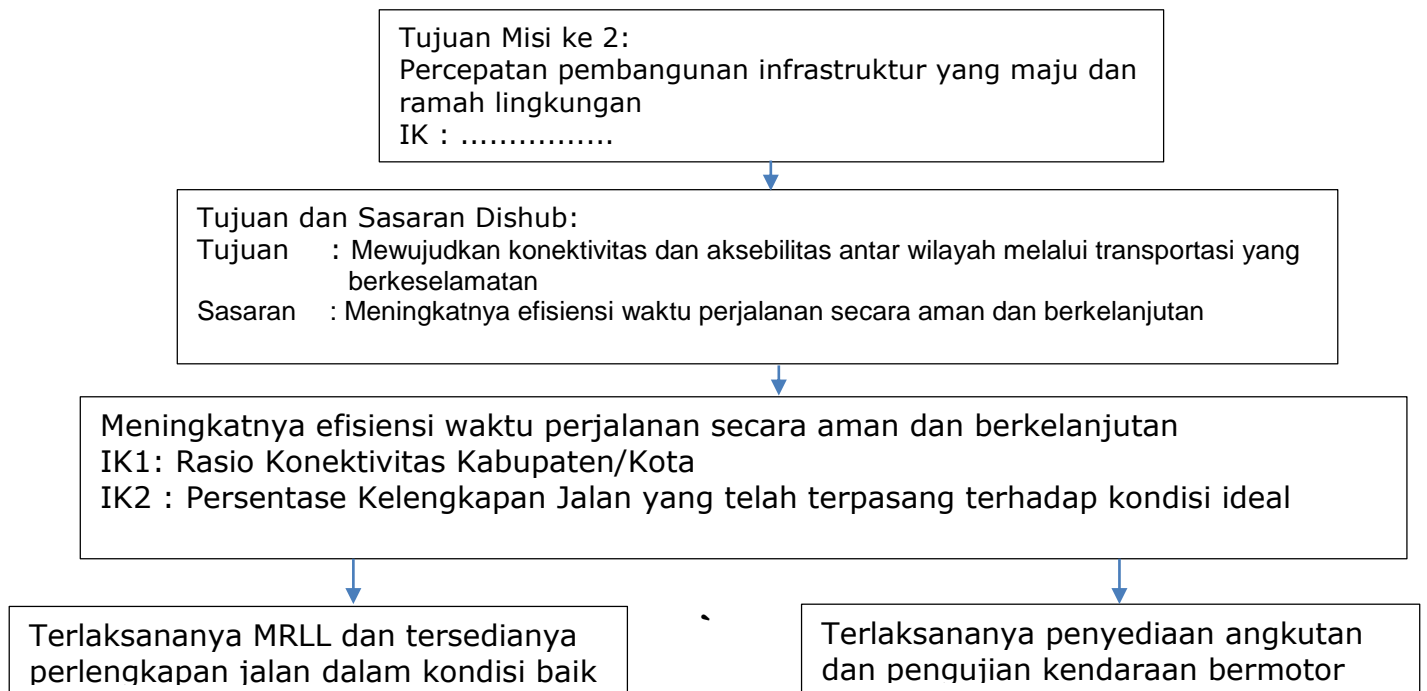 Tujuan Misi ke 2:
Percepatan pembangunan infrastruktur yang maju dan
ramah lingkungan
IK : ................
Tujuan dan Sasaran Dishub:
Tujuan : Mewujudkan konektivitas dan aksebilitas antar wilayah melalui transportasi yang
berkeselamatan
Sasaran : Meningkatnya efisiensi waktu perjalanan secara aman dan berkelanjutan
Meningkatnya efisiensi waktu perjalanan secara aman dan berkelanjutan
IK1: Rasio Konektivitas Kabupaten/Kota
IK2 : Persentase Kelengkapan Jalan yang telah terpasang terhadap kondisi ideal
Terlaksananya MRLL dan tersedianya
perlengkapan jalan dalam kondisi baik
`
Terlaksananya penyediaan angkutan
dan pengujian kendaraan bermotor